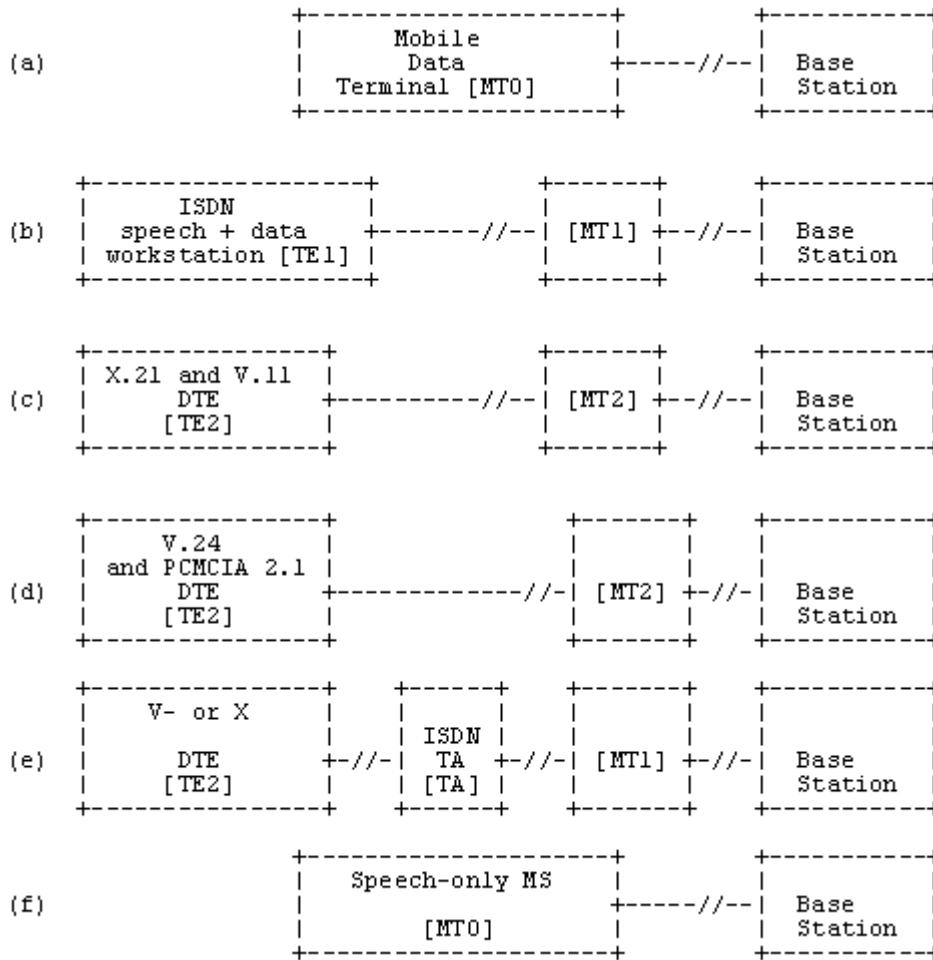 (a)
Mobile
Data
Terminal [MT0]
Base
Station
(b)
ISDN
speech + data
workstation [TE1]
[MT1]
Base
Station
(c)
X.21 and V.11
DTE
[TE2]
[MT2]
Base
Station
(d)
V.24
and PCMCIA 2.1
DTE
[TE2]
[MT2]
Base
Station
(e)
V- or X
DTE
[TE2]
ISDN
TA
[TA]
[MT1]
Base
Station
(f)
Speech-only MS
[MT0]
Base
Station